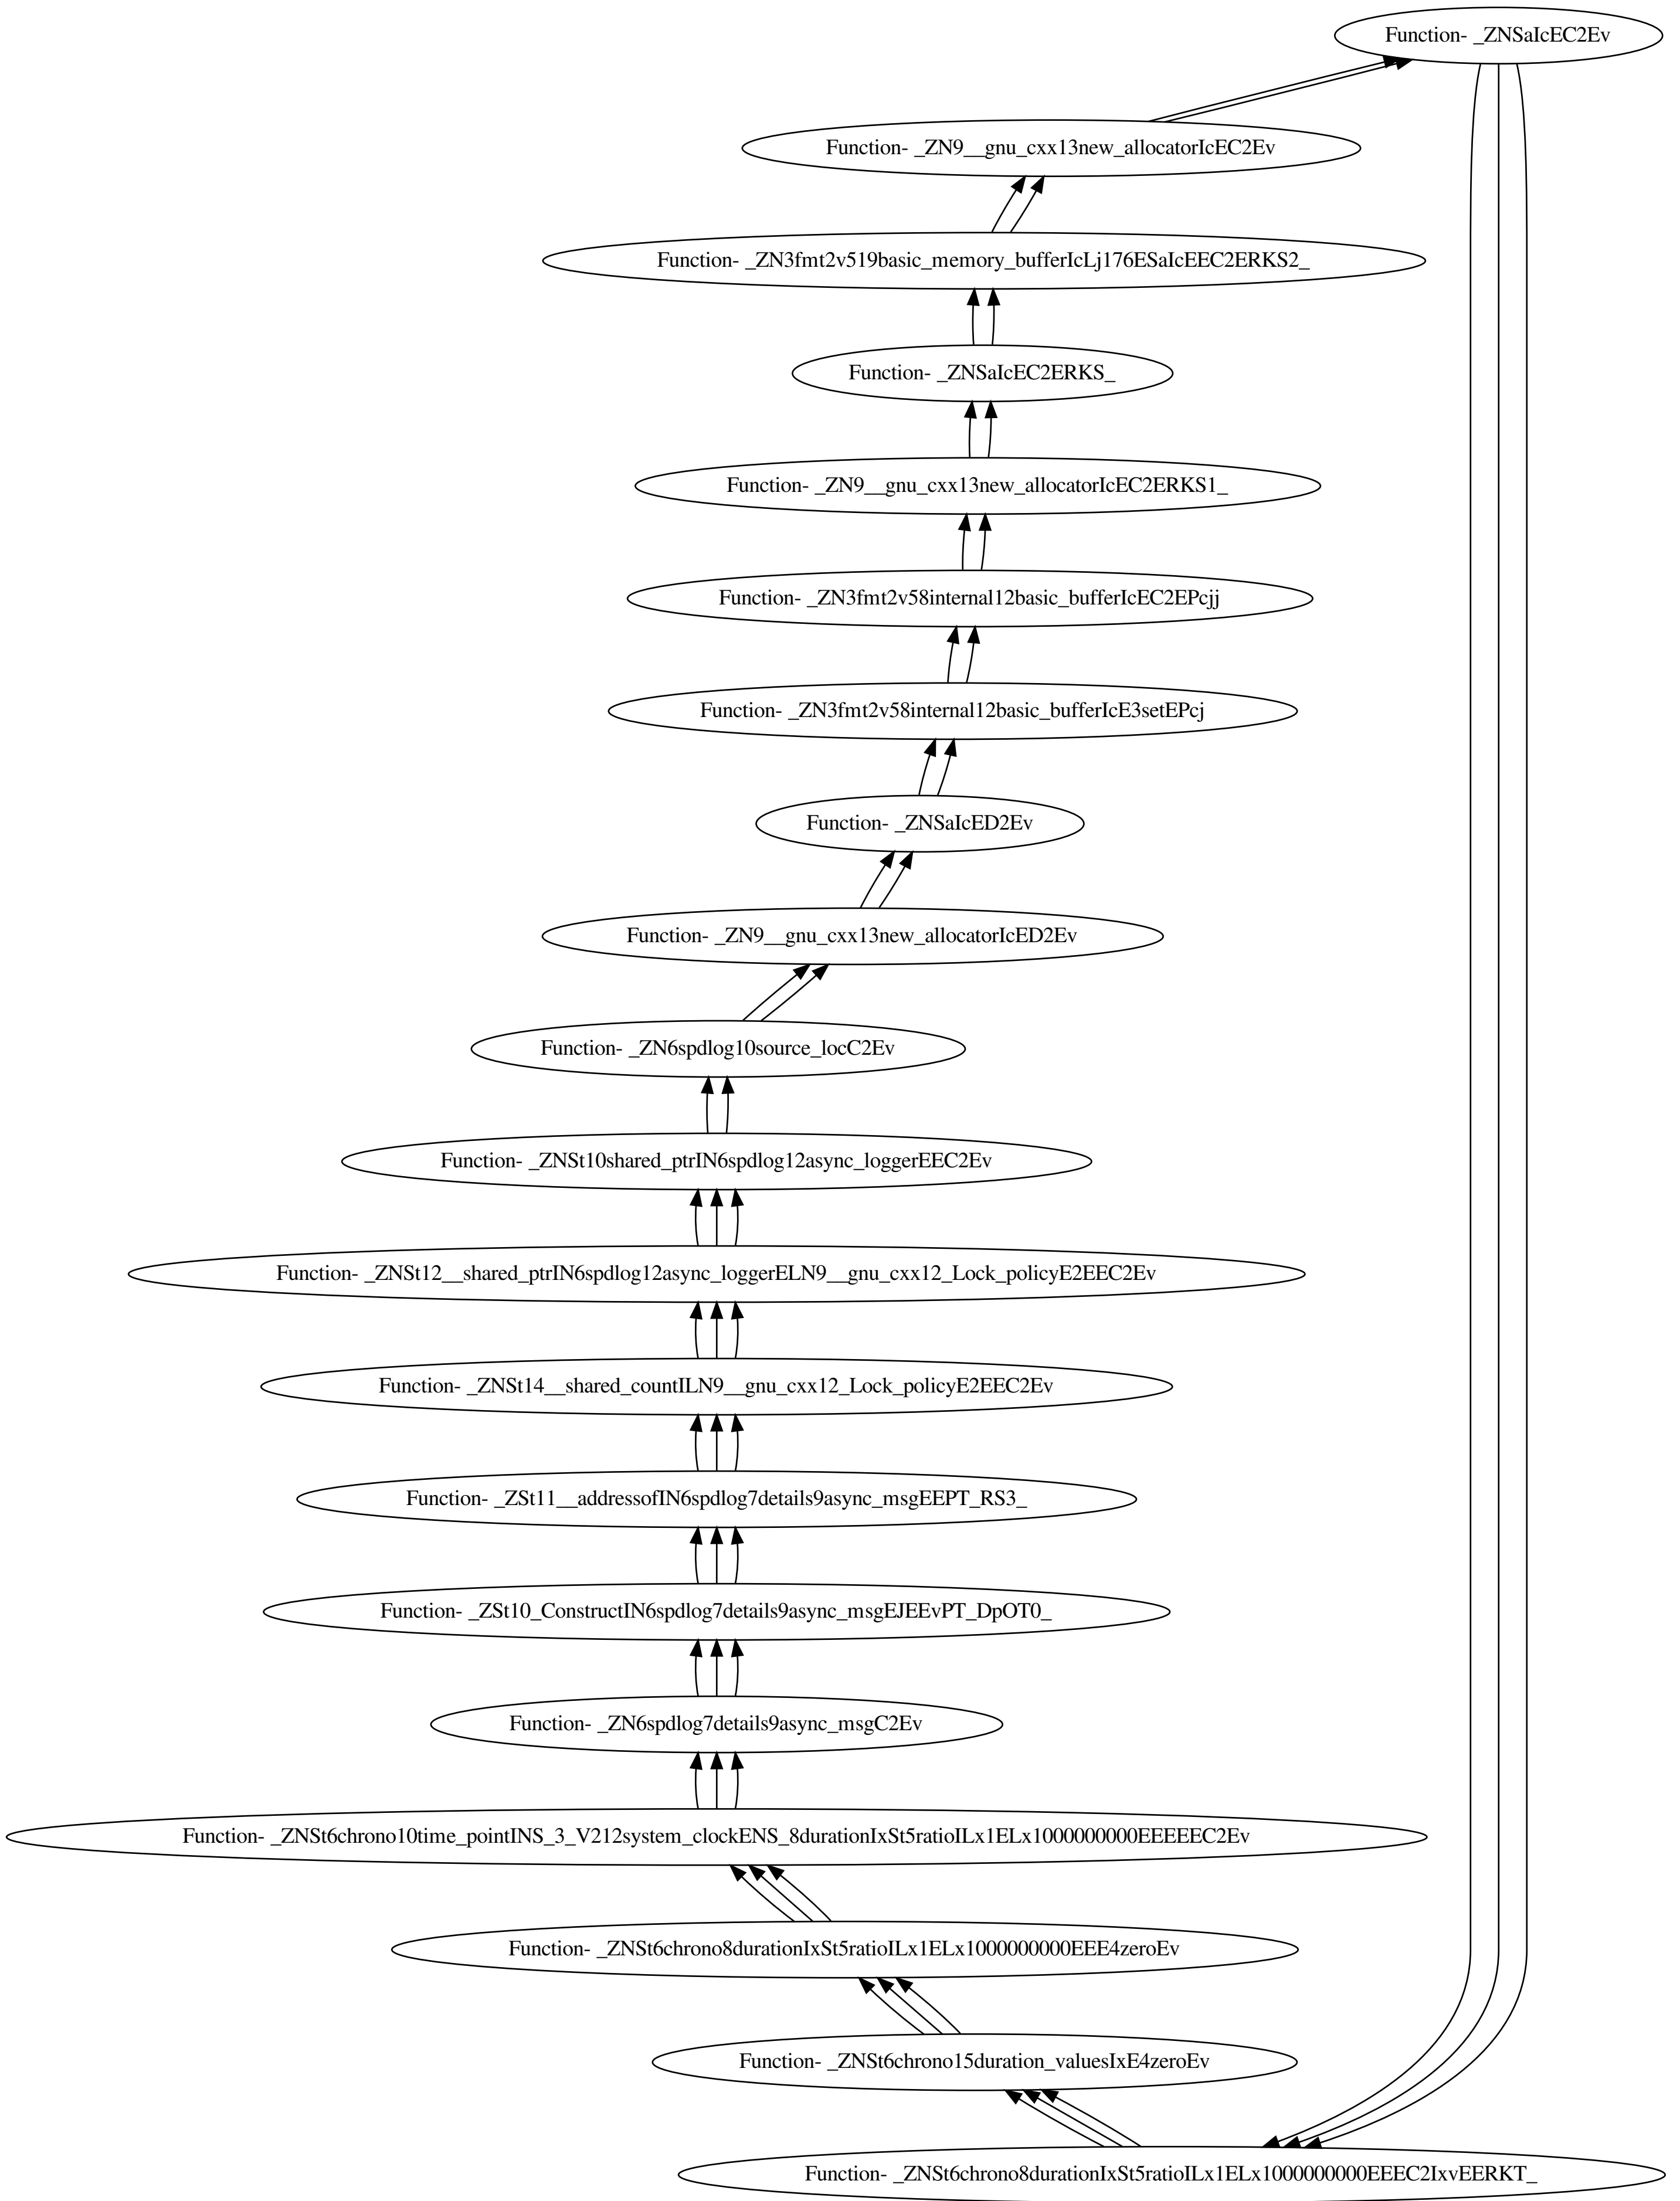 Function- _ZNSaIcEC2Ev
Function- _ZN9__gnu_cxx13new_allocatorIcEC2Ev
Function- _ZN3fmt2v519basic_memory_bufferIcLj176ESaIcEEC2ERKS2_
Function- _ZNSaIcEC2ERKS_
Function- _ZN9__gnu_cxx13new_allocatorIcEC2ERKS1_
Function- _ZN3fmt2v58internal12basic_bufferIcEC2EPcjj
Function- _ZN3fmt2v58internal12basic_bufferIcE3setEPcj
Function- _ZNSaIcED2Ev
Function- _ZN9__gnu_cxx13new_allocatorIcED2Ev
Function- _ZN6spdlog10source_locC2Ev
Function- _ZNSt10shared_ptrIN6spdlog12async_loggerEEC2Ev
Function- _ZNSt12__shared_ptrIN6spdlog12async_loggerELN9__gnu_cxx12_Lock_policyE2EEC2Ev
Function- _ZNSt14__shared_countILN9__gnu_cxx12_Lock_policyE2EEC2Ev
Function- _ZSt11__addressofIN6spdlog7details9async_msgEEPT_RS3_
Function- _ZSt10_ConstructIN6spdlog7details9async_msgEJEEvPT_DpOT0_
Function- _ZN6spdlog7details9async_msgC2Ev
Function- _ZNSt6chrono10time_pointINS_3_V212system_clockENS_8durationIxSt5ratioILx1ELx1000000000EEEEEC2Ev
Function- _ZNSt6chrono8durationIxSt5ratioILx1ELx1000000000EEE4zeroEv
Function- _ZNSt6chrono15duration_valuesIxE4zeroEv
Function- _ZNSt6chrono8durationIxSt5ratioILx1ELx1000000000EEEC2IxvEERKT_